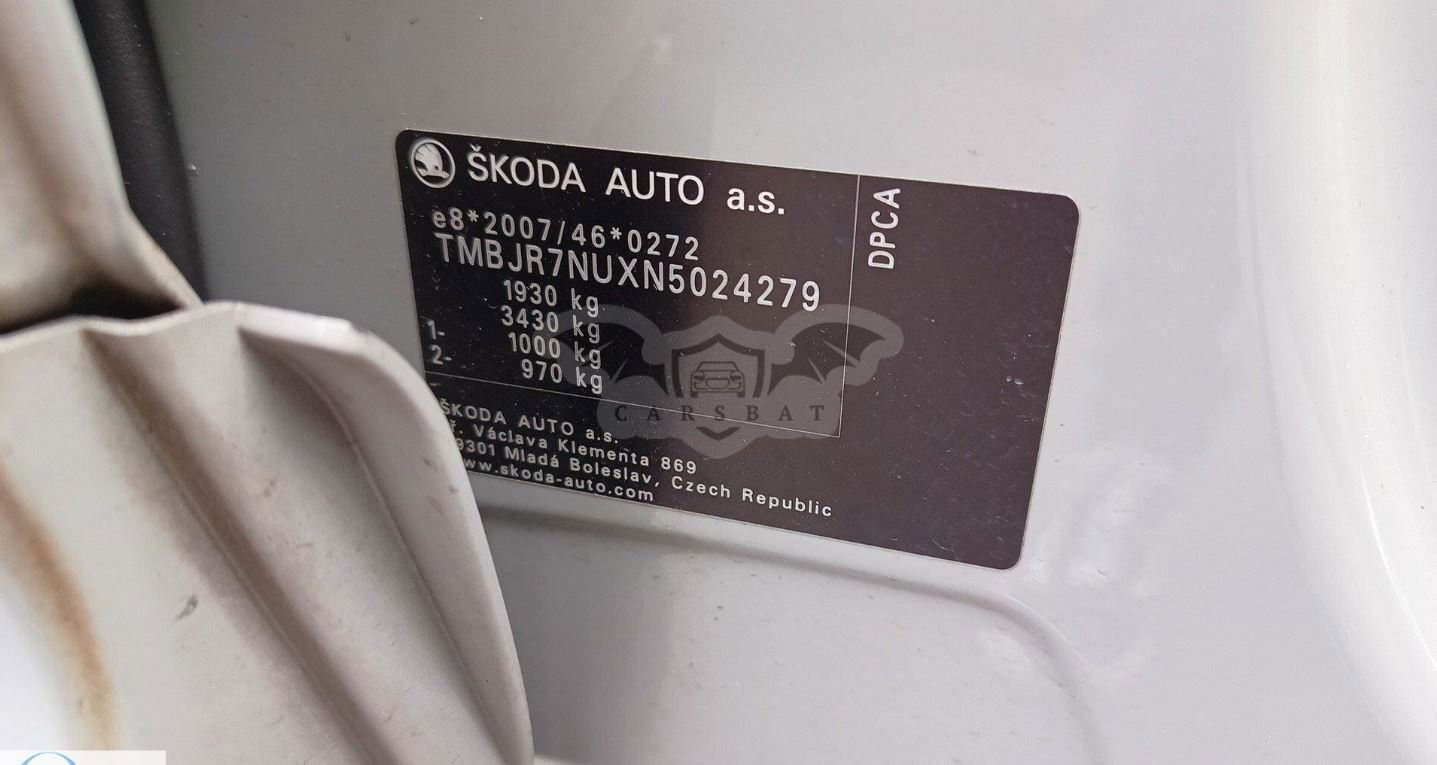 ŠKODA AUTO a.s.
DPCA
e8*2007/46*0272
TMBJR7NUXN5024279
1930 kg
3430 kg
1- 1000 kg
2- 970 kg
CARSBAT
ŠKODA AUTO a.s.
Václava Klementa 869
9301 Mladá Boleslav, Czech Republic
www.skoda-auto.com